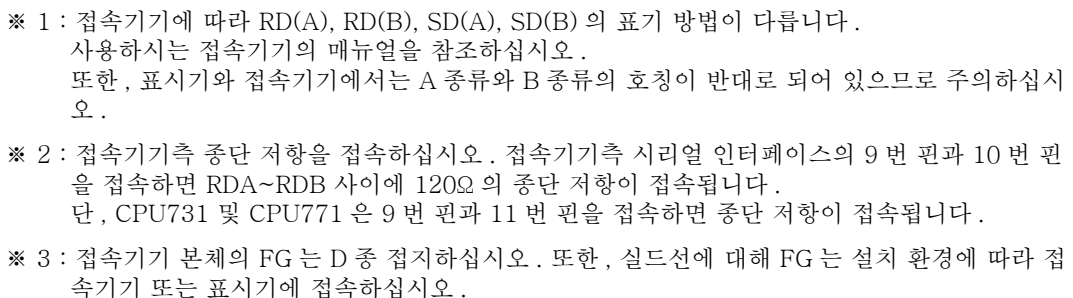 ※ 1 : 접속기기에 따라 RD(A), RD(B), SD(A), SD(B) 의 표기 방법이 다릅니다 .
사용하시는 접속기기의 매뉴얼을 참조하십시오 .
또한 , 표시기와 접속기기에서는 A 종류와 B 종류의 호칭이 반대로 되어 있으므로 주의하십시
오 .
※ 2 : 접속기기측 종단 저항을 접속하십시오 . 접속기기측 시리얼 인터페이스의 9 번 핀과 10 번 핀
을 접속하면 RDA~RDB 사이에 120Ω 의 종단 저항이 접속됩니다 .
단 , CPU731 및 CPU771 은 9 번 핀과 11 번 핀을 접속하면 종단 저항이 접속됩니다 .
※ 3 : 접속기기 본체의 FG 는 D 종 접지하십시오 . 또한 , 실드선에 대해 FG 는 설치 환경에 따라 접
속기기 또는 표시기에 접속하십시오 .